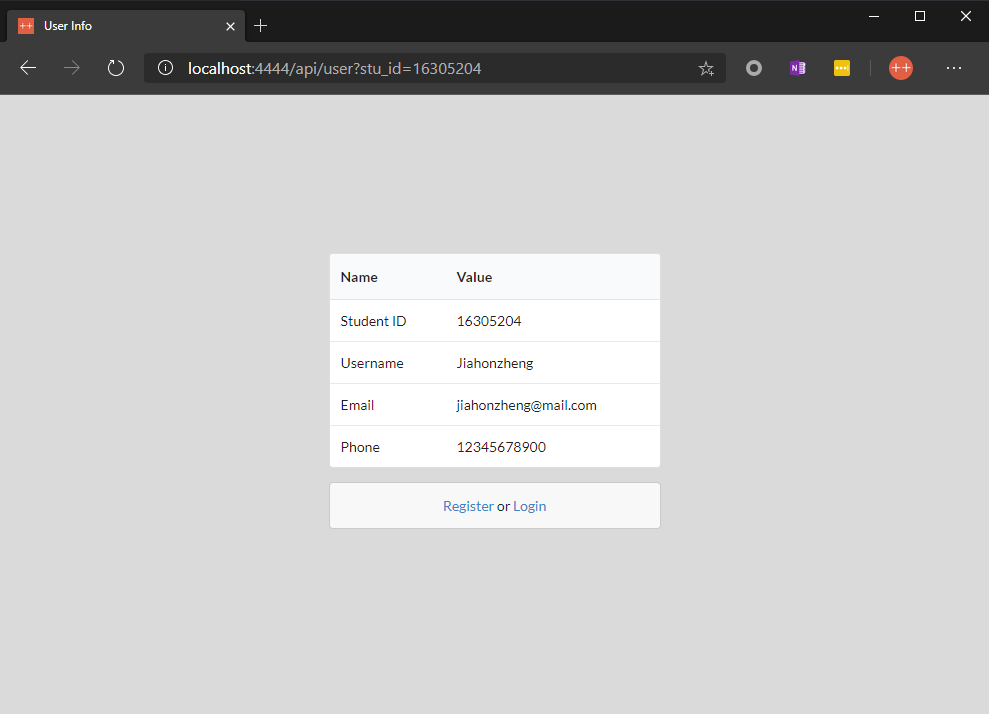 ++ User Info
localhost:4444/api/user?stu_id=16305204
N
++
Name Value
Student ID 16305204
Username Jiahonzheng
Email jiahonzheng@mail.com
Phone 12345678900
Register or Login